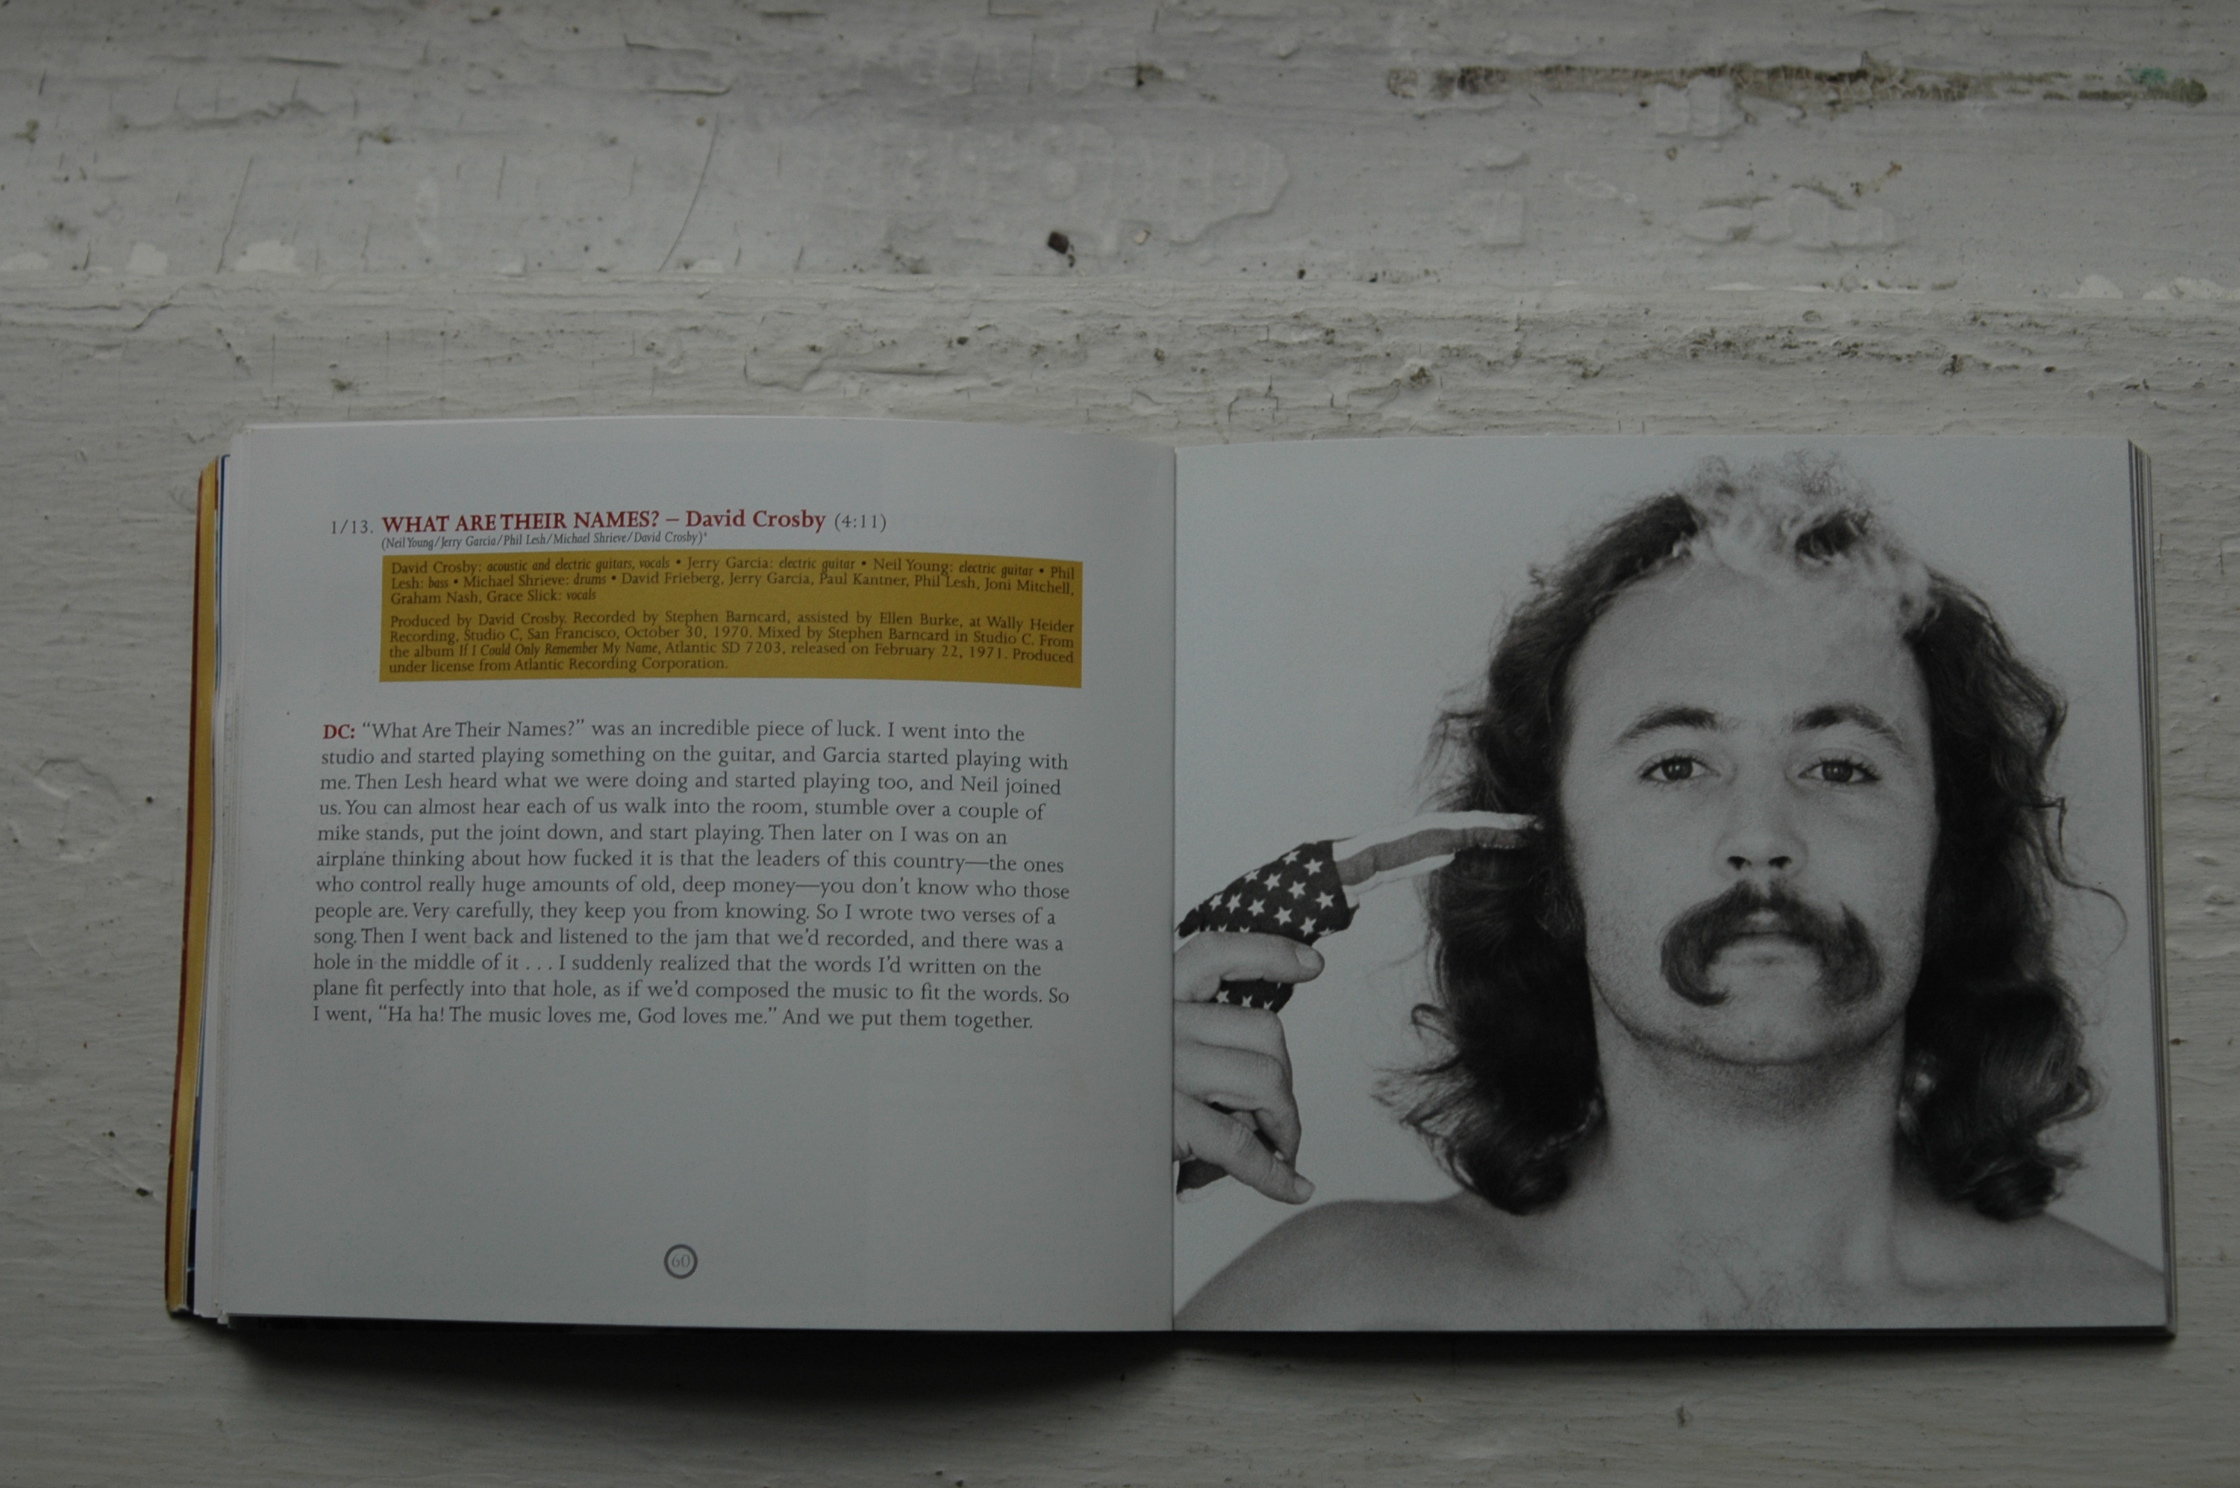 1/13. WHAT ARE THEIR NAMES? – David Crosby (4:11)
(Neil Young/Jerry Garcia/Phil Lesh/Michael Shrieve/David Crosby)*
David Crosby: acoustic and electric guitars, vocals • Jerry Garcia: electric guitar • Neil Young: electric guitar • Phil
Lesh: bass • Michael Shrieve: drums • David Frieberg, Jerry Garcia, Paul Kantner, Phil Lesh, Joni Mitchell,
Graham Nash, Grace Slick: vocals
Produced by David Crosby. Recorded by Stephen Barncard, assisted by Ellen Burke, at Wally Heider
Recording, Studio C, San Francisco, October 30, 1970. Mixed by Stephen Barncard in Studio C. From
the album If I Could Only Remember My Name, Atlantic SD 7203, released on February 22, 1971. Produced
under license from Atlantic Recording Corporation.
DC: “What Are Their Names?” was an incredible piece of luck. I went into the
studio and started playing something on the guitar, and Garcia started playing with
me. Then Lesh heard what we were doing and started playing too, and Neil joined
us. You can almost hear each of us walk into the room, stumble over a couple of
mike stands, put the joint down, and start playing. Then later on I was on an
airplane thinking about how fucked it is that the leaders of this country—the ones
who control really huge amounts of old, deep money—you don’t know who those
people are. Very carefully, they keep you from knowing. So I wrote two verses of a
song. Then I went back and listened to the jam that we’d recorded, and there was a
hole in the middle of it . . . I suddenly realized that the words I’d written on the
plane fit perfectly into that hole, as if we’d composed the music to fit the words. So
I went, “Ha ha! The music loves me, God loves me.” And we put them together.
60